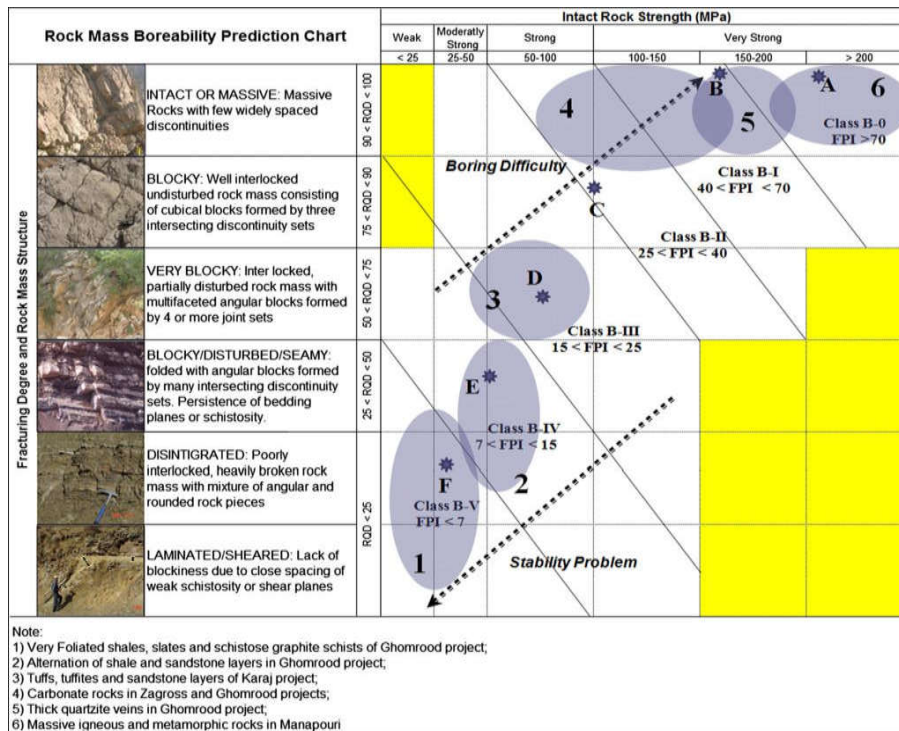 Rock Mass Boreability Prediction Chart
Intact Rock Strength (MPa)
Weak
Moderatly
Strong
Strong
Very Strong
< 25
25-50
50-100
100-150
150-200
> 200
Fracturing Degree and Rock Mass Structure
INTACT OR MASSIVE: Massive
Rocks with few widely spaced
discontinuities
90 < RQD < 100
BLOCKY: Well interlocked
undisturbed rock mass consisting
of cubical blocks formed by three
intersecting discontinuity sets
75 < RQD < 90
VERY BLOCKY: Inter locked,
partially disturbed rock mass with
multifaceted angular blocks formed
by 4 or more joint sets
50 < RQD < 75
BLOCKY/DISTURBED/SEAMY:
folded with angular blocks formed
by many intersecting discontinuity
sets. Persistence of bedding
planes or schistosity.
25 < RQD < 50
DISINTIGRATED: Poorly
interlocked, heavily broken rock
mass with mixture of angular and
rounded rock pieces
RQD < 25
LAMINATED/SHEARED: Lack of
blockiness due to close spacing of
weak schistosity or shear planes
4
B
5
A
6
Class B-0
FPI >70
Boring Difficulty
Class B-I
40 < FPI < 70
C
Class B-II
25 < FPI < 40
D
3
Class B-III
15 < FPI < 25
E
Class B-IV
7 < FPI < 15
F
2
Class B-V
FPI < 7
1
Stability Problem
Note:
1) Very Foliated shales, slates and schistose graphite schists of Ghomrood project;
2) Alternation of shale and sandstone layers in Ghomrood project;
3) Tuffs, tuffites and sandstone layers of Karaj project;
4) Carbonate rocks in Zagross and Ghomrood projects;
5) Thick quartzite veins in Ghomrood project;
6) Massive igneous and metamorphic rocks in Manapouri